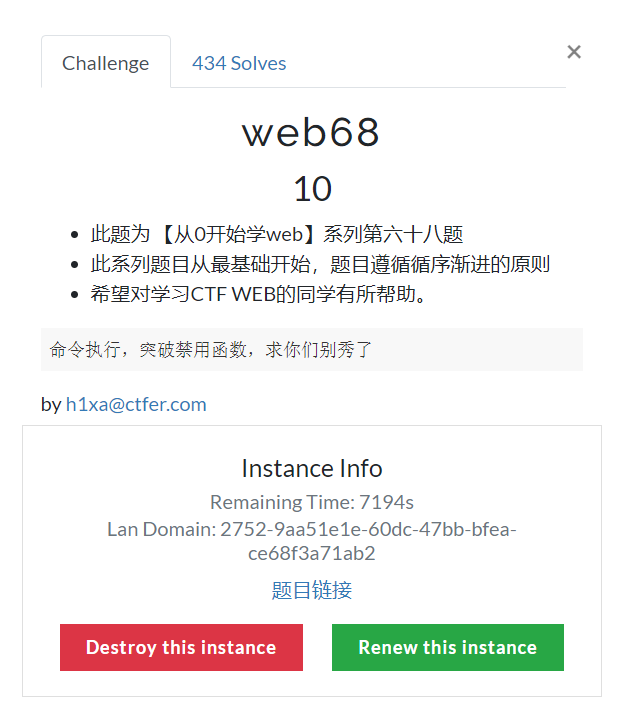 Challenge
434 Solves
×
web68
10
此题为 【从0开始学web】系列第六十八题
此系列题目从最基础开始，题目遵循循序渐进的原则
希望对学习CTF WEB的同学有所帮助。
命令执行，突破禁用函数，求你们别秀了
by h1xa@ctfer.com
Instance Info
Remaining Time: 7194s
Lan Domain: 2752-9aa51e1e-60dc-47bb-bfea-
ce68f3a71ab2
题目链接
Destroy this instance
Renew this instance